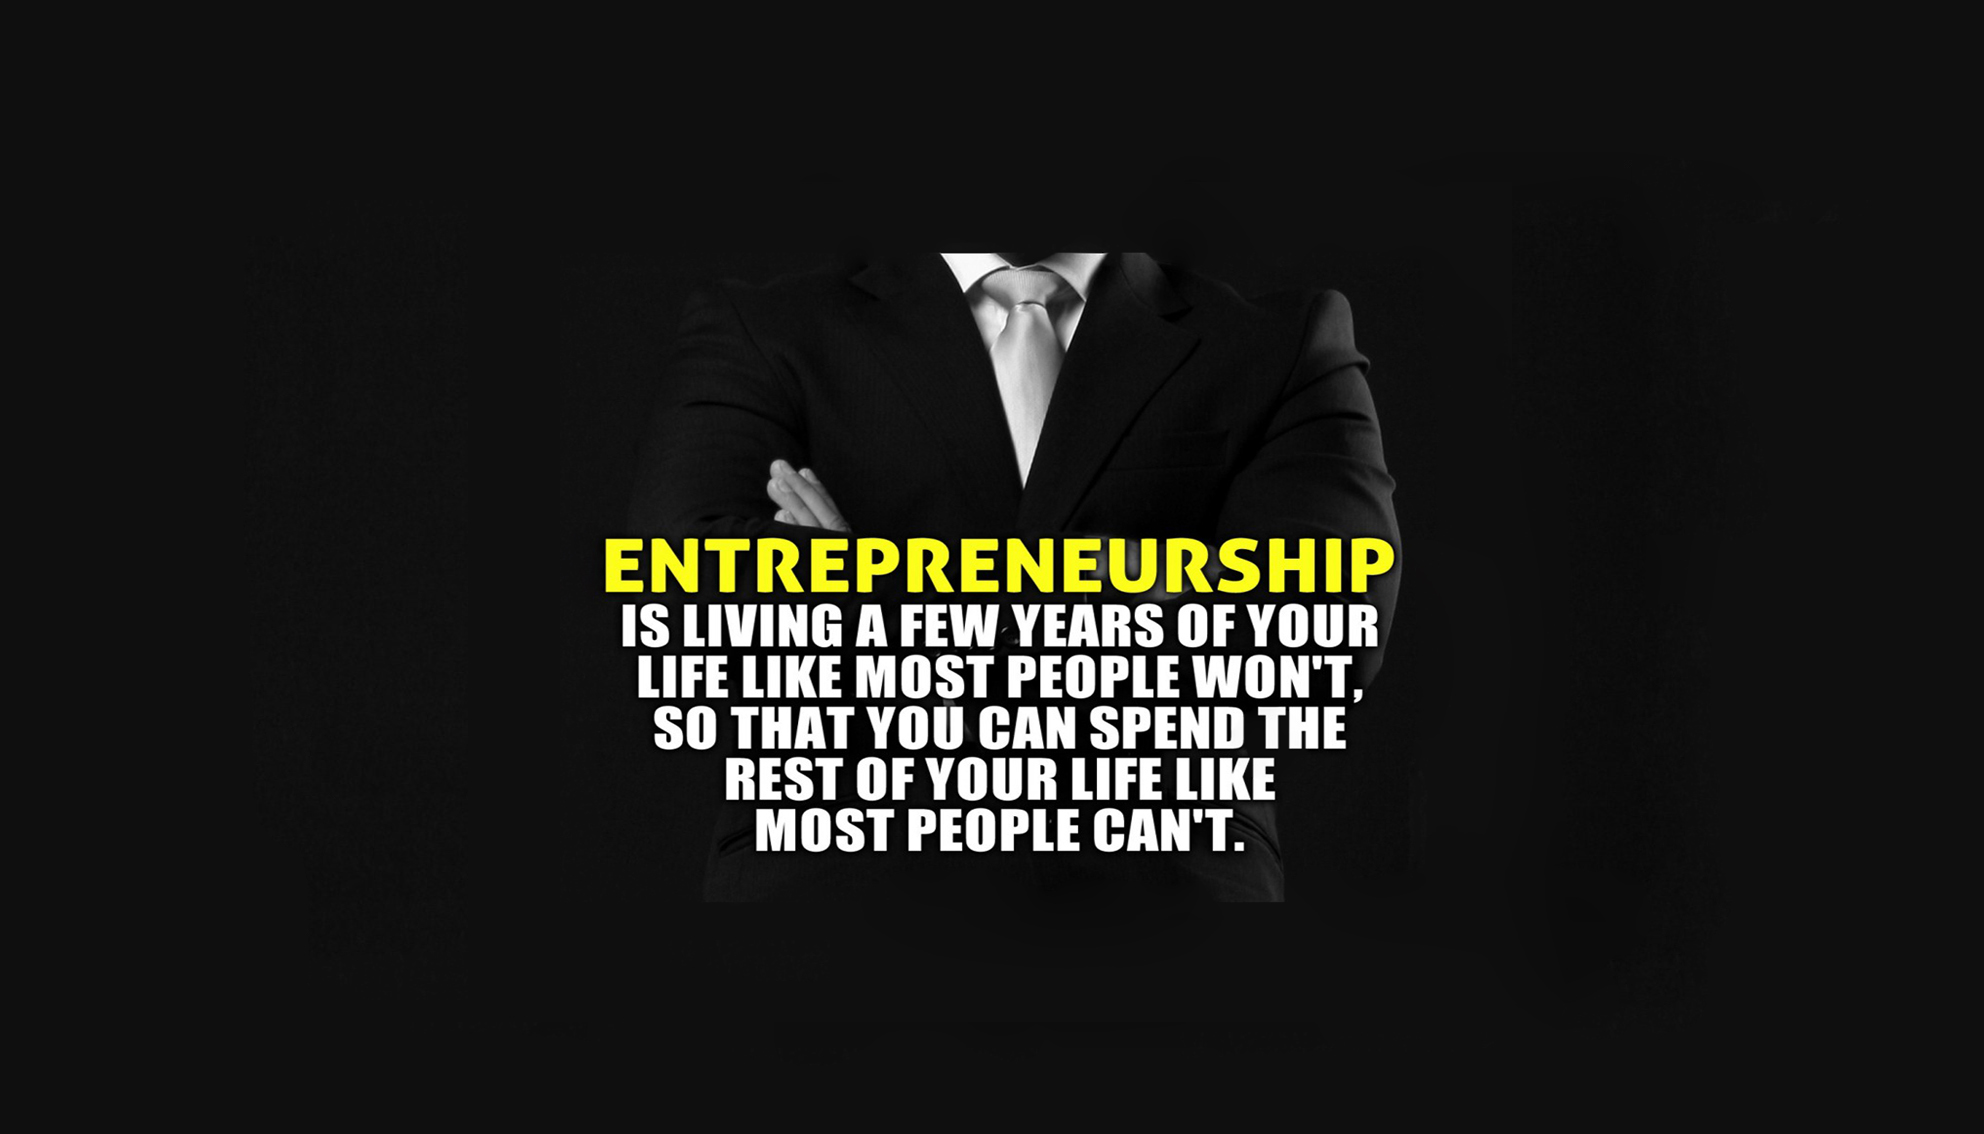 ENTREPRENEURSHIP
IS LIVING A FEW YEARS OF YOUR
LIFE LIKE MOST PEOPLE WON'T,
SO THAT YOU CAN SPEND THE
REST OF YOUR LIFE LIKE
MOST PEOPLE CAN'T.